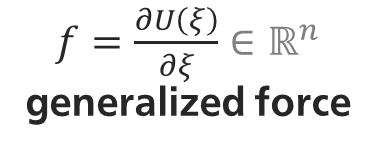 f = ∂U(ξ)/∂ξ ∈ ℝⁿ
generalized force